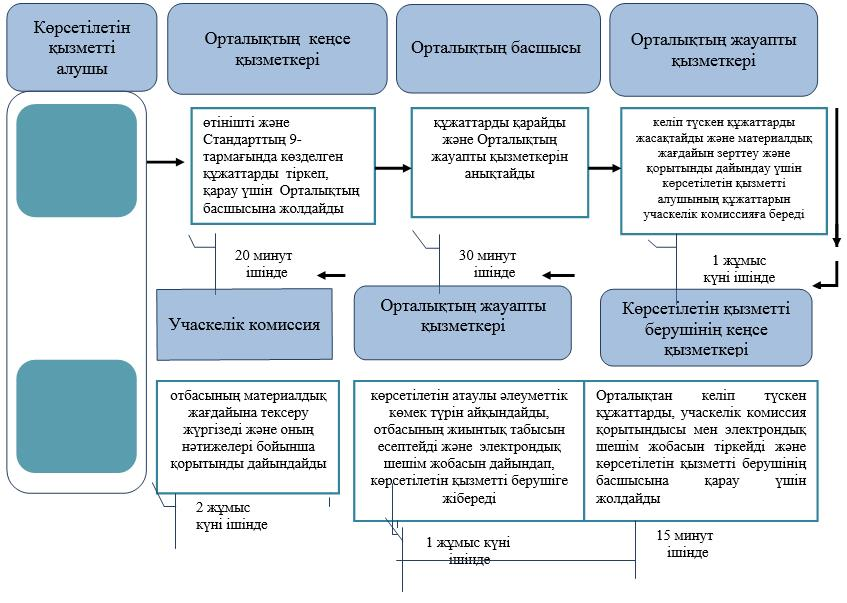 Көрсетілетін
қызметті
алушы
Орталықтың кеңсе
қызметкері
Орталықтың басшысы
Орталықтың жауапты
қызметкері
өтінішті және
Стандарттың 9-
тармағында көзделген
құжаттарды тіркеп,
қарау үшін Орталықтың
басшысына жолдайды
құжаттарды қарайды
және Орталықтың
жауапты қызметкерін
анықтайды
келіп түскен құжаттарды
жасақтайды және материалдық
жағдайын зерттеу және
қорытынды дайындау үшін
көрсетілетін қызметті
алушының құжаттарын
учаскелік комиссияға береді
20 минут
ішінде
30 минут
ішінде
1 жұмыс
күні ішінде
Учаскелік комиссия
Орталықтың жауапты
қызметкері
Көрсетілетін қызметті
берушінің кеңсе
қызметкері
отбасының материалдық
жағдайына тексеру
жүргізеді және оның
нәтижелері бойынша
қорытынды дайындайды
көрсетілетін атаулы әлеуметтік
көмек түрін айқындайды,
отбасының жиынтық табысын
есептейді және электрондық
шешім жобасын дайындап,
көрсетілетін қызметті берушіге
жібереді
Орталықтан келіп түскен
құжаттарды, учаскелік комиссия
қорытындысы мен электрондық
шешім жобасын тіркейді және
көрсетілетін қызметті берушінің
басшысына қарау үшін
жолдайды
2 жұмыс
күні ішінде
1 жұмыс күні
ішінде
15 минут
ішінде